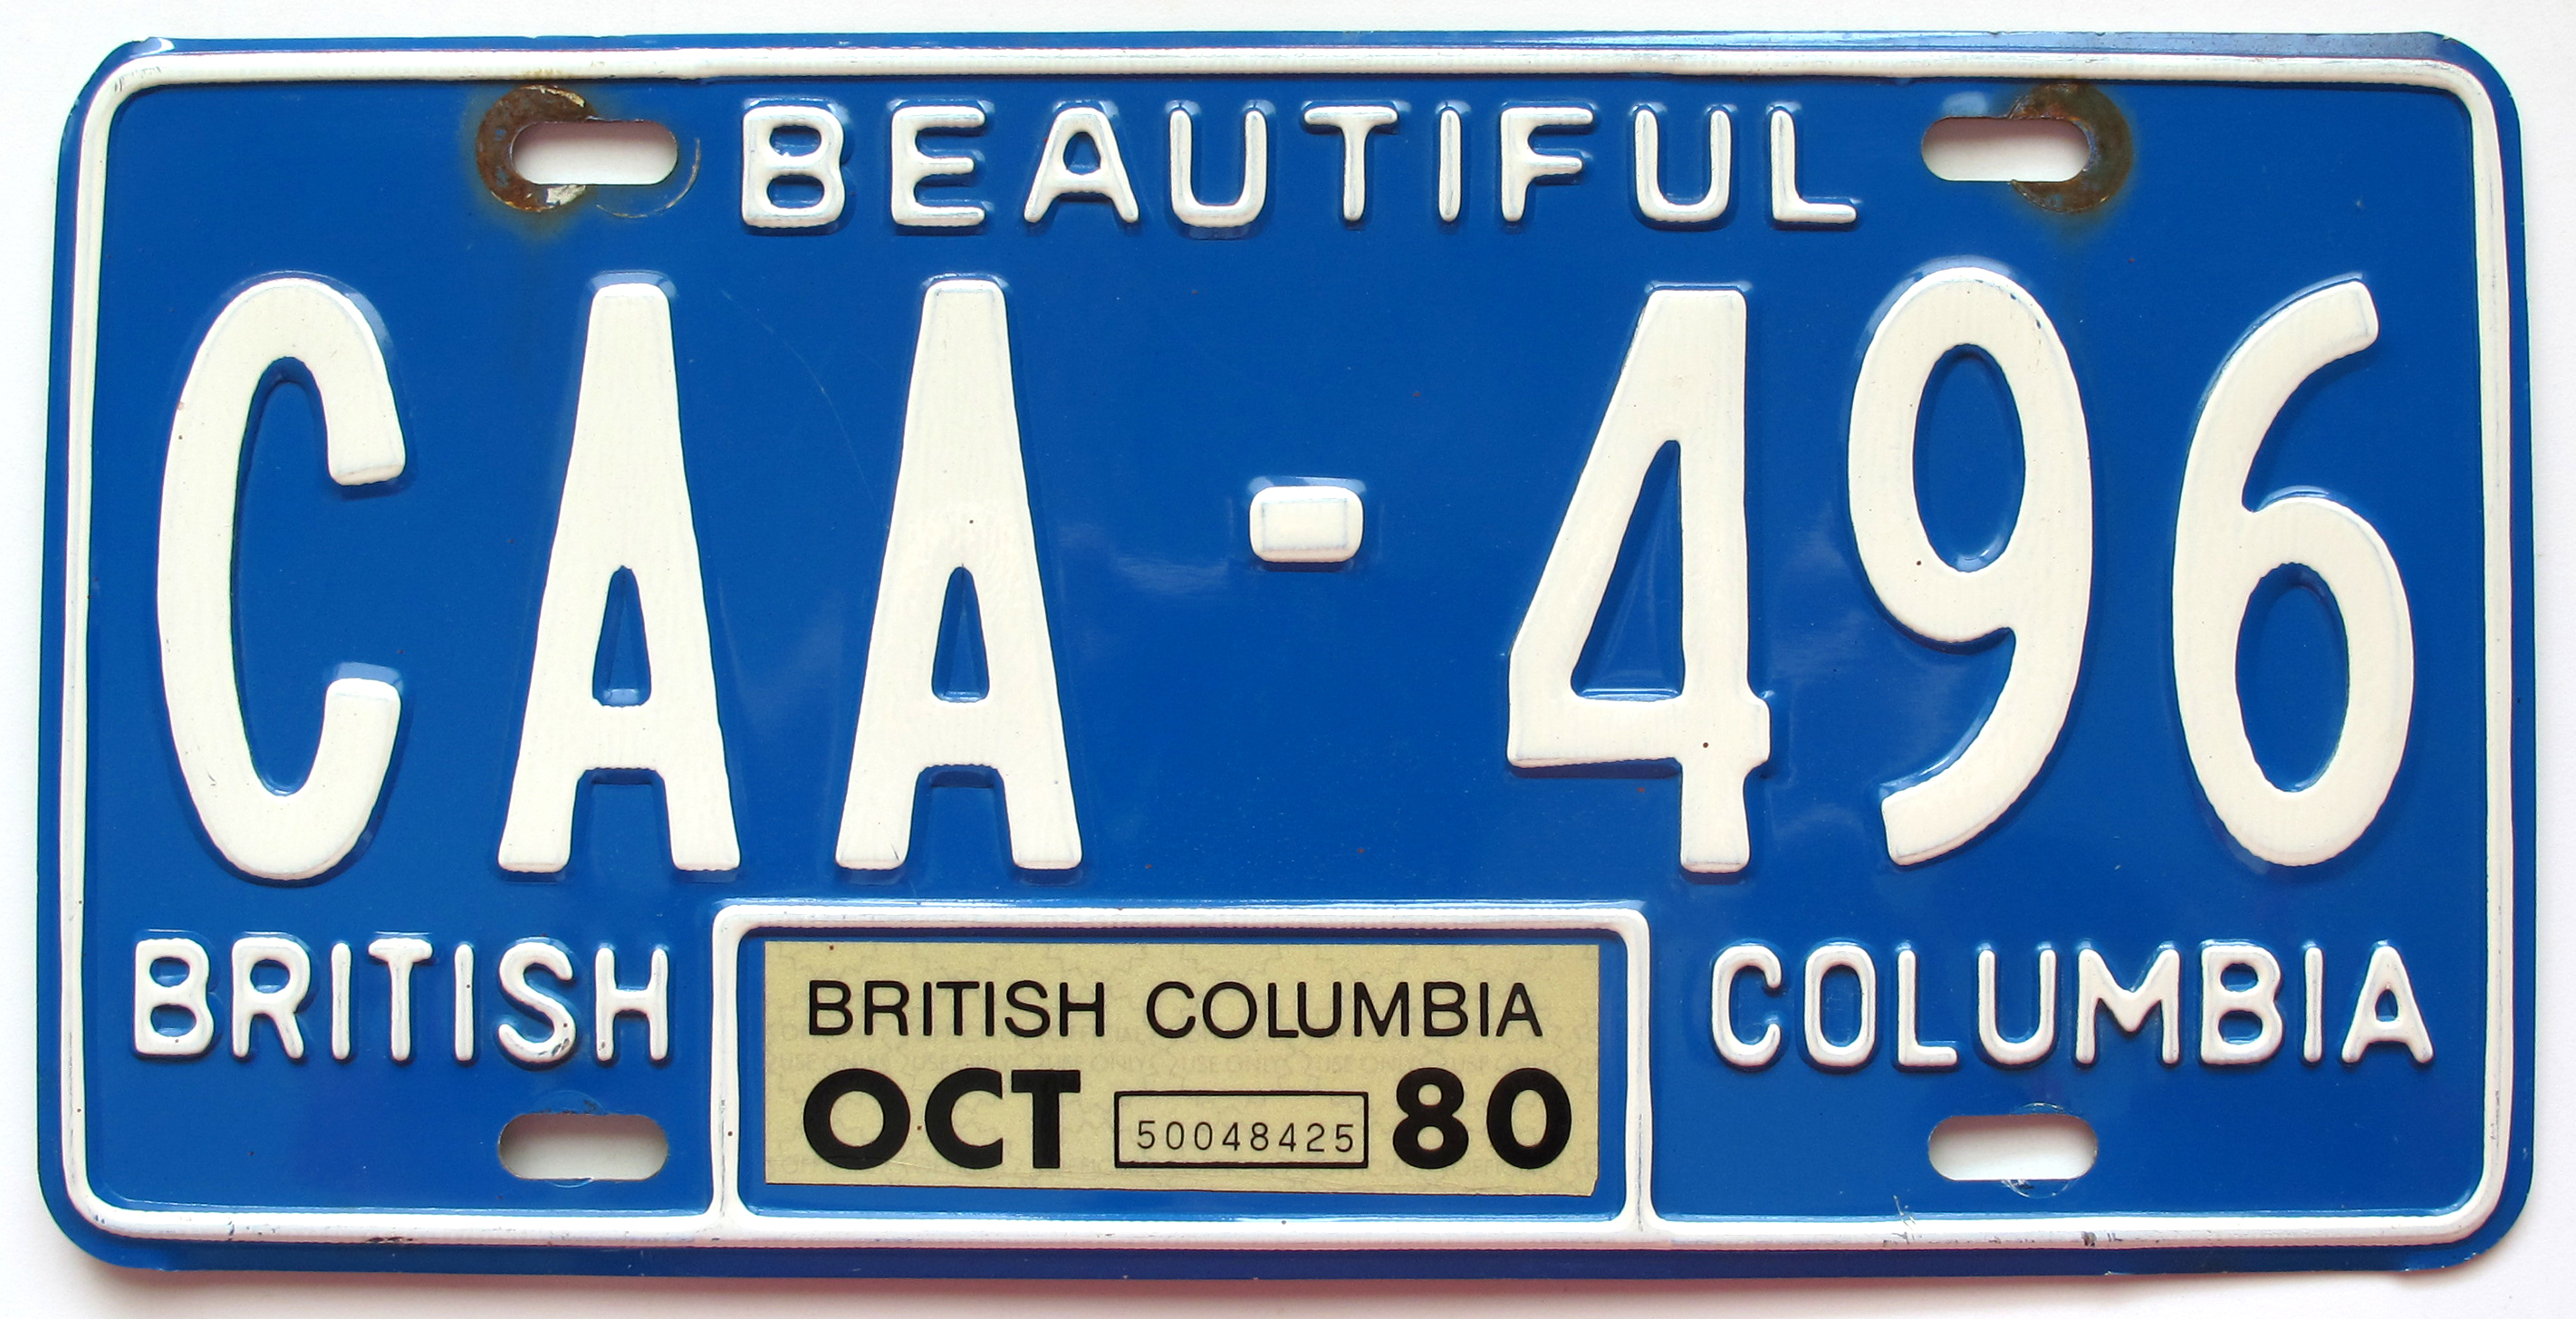 BEAUTIFUL
CAA-496
BRITISH COLUMBIA
BRITISH COLUMBIA
OCT 50048425 80